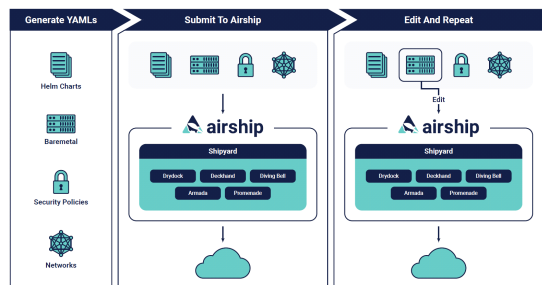 Generate YAMLs
Helm Charts
Baremetal
Security Policies
Networks
Submit To Airship
airship
Shipyard
Drydock Deckhand Diving Bell
Armada Promenade
Edit And Repeat
Edit
airship
Shipyard
Drydock Deckhand Diving Bell
Armada Promenade